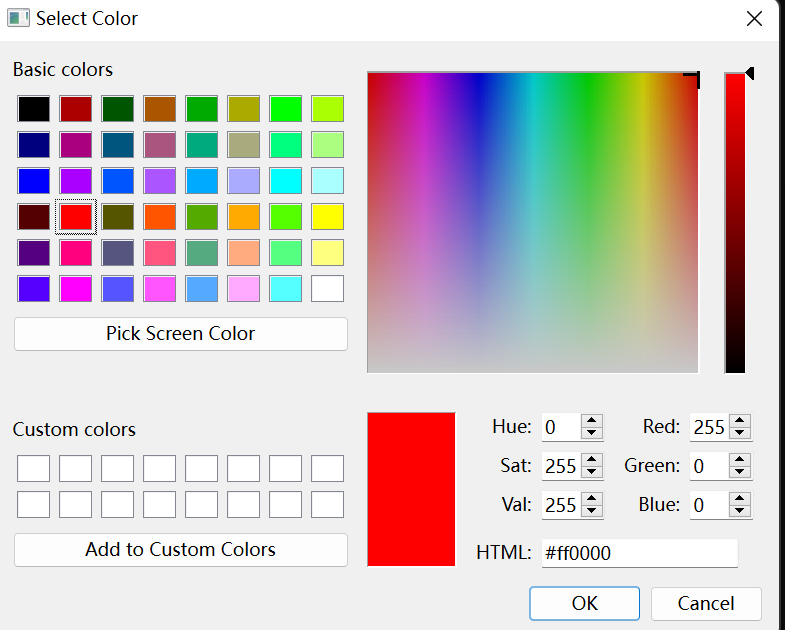 Select Color
Basic colors
Pick Screen Color
Custom colors
Add to Custom Colors
Hue: 0 Red: 255
Sat: 255 Green: 0
Val: 255 Blue: 0
HTML: #ff0000
OK Cancel